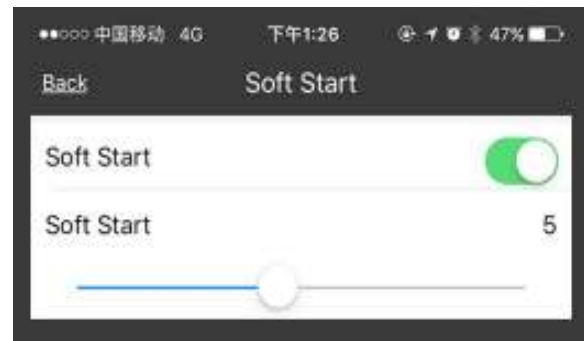 中国移动 4G 下午1:26 47%
Back Soft Start
Soft Start
Soft Start 5